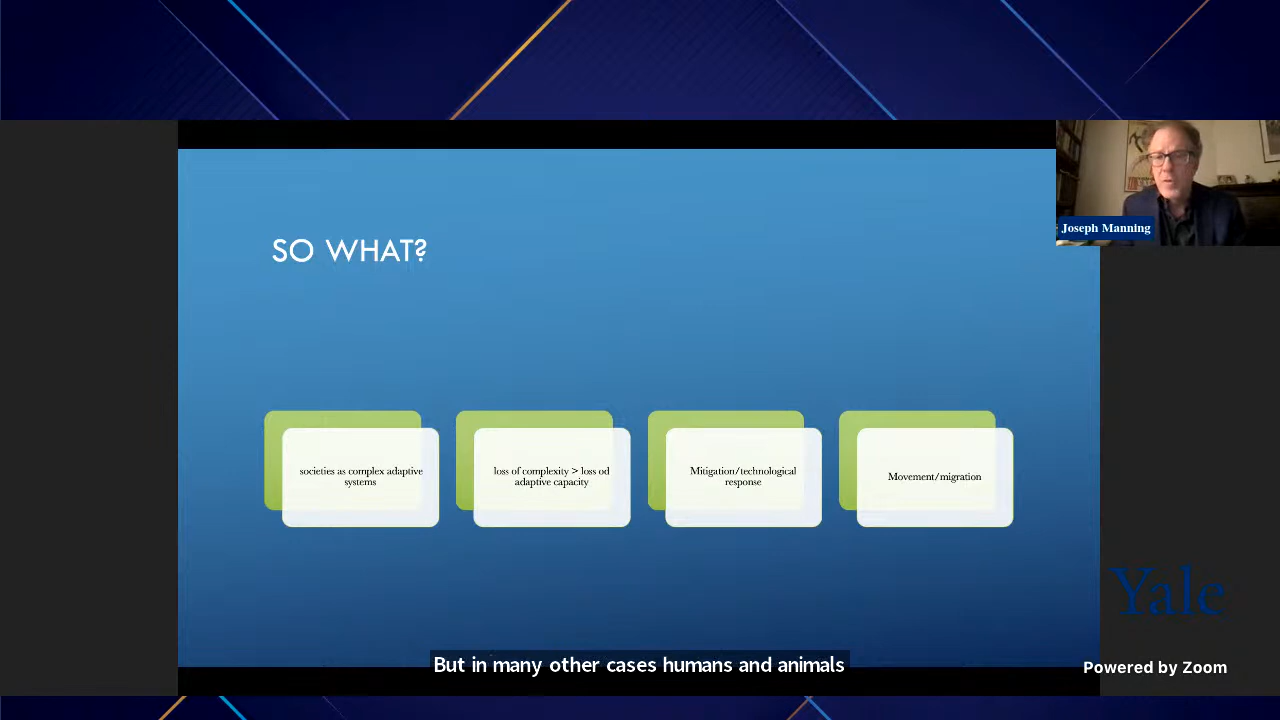 Joseph Manning
SO WHAT?
societies as complex adaptive
systems
loss of complexity > loss od
adaptive capacity
Mitigation/technological
response
Movement/migration
Yale
But in many other cases humans and animals
Powered by Zoom